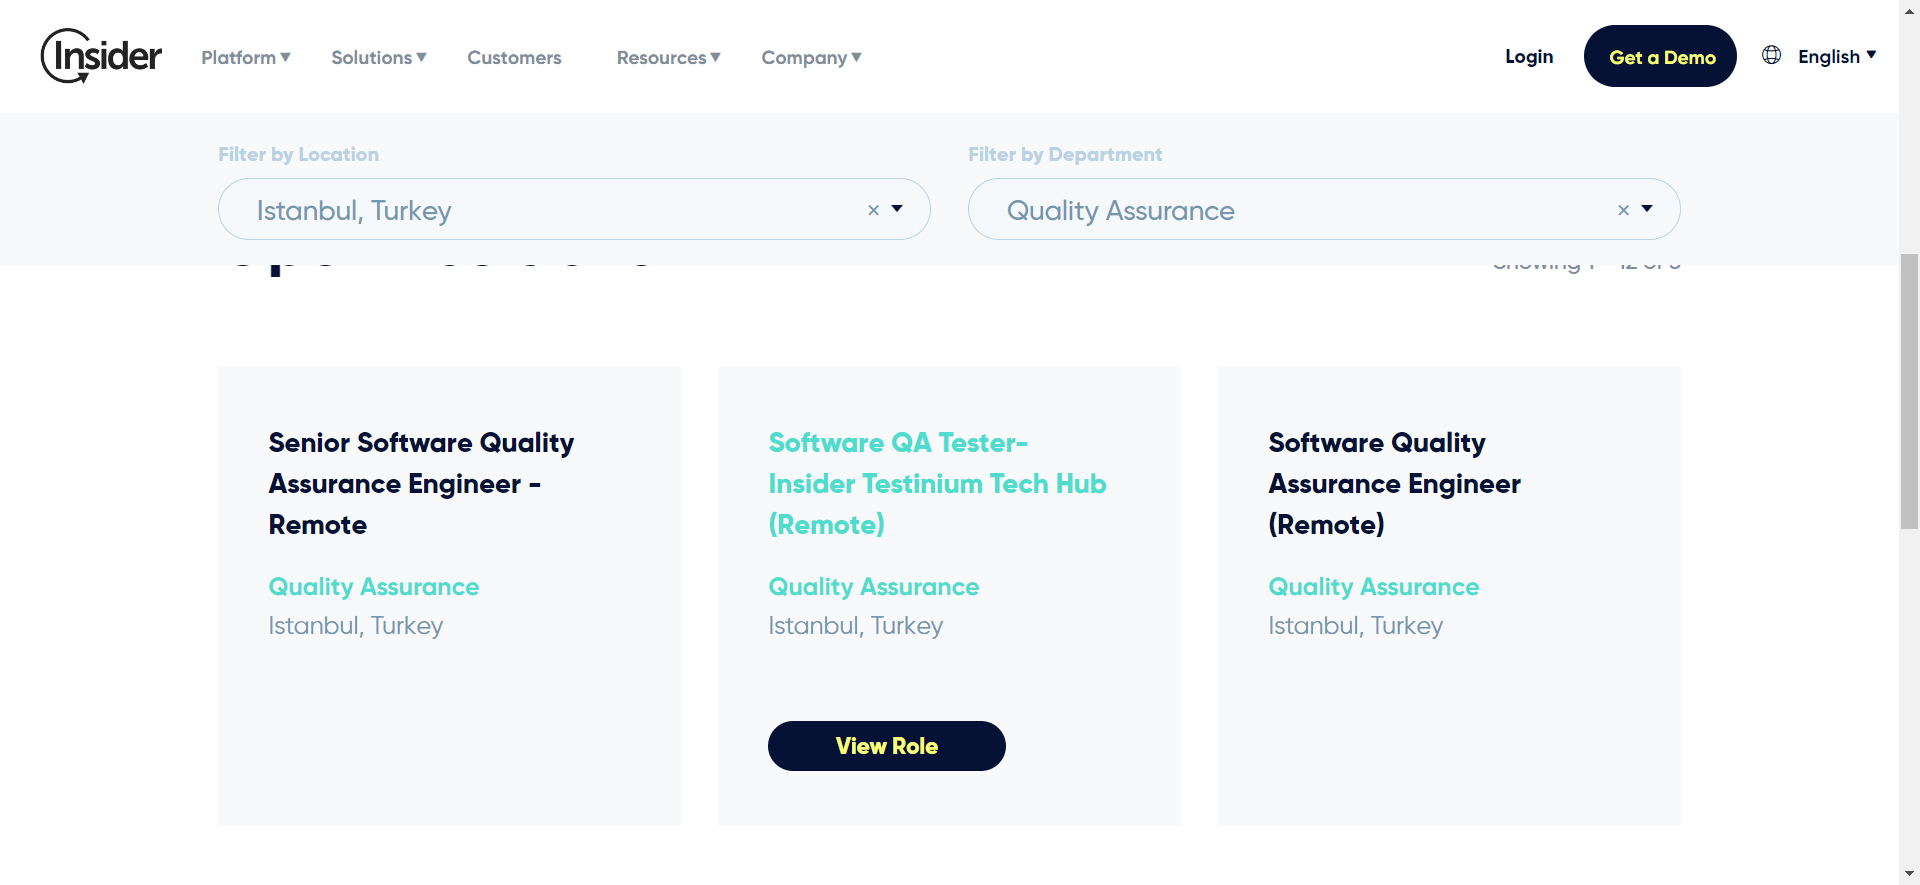 Insider
Platform ▼ Solutions ▼ Customers Resources ▼ Company ▼ Login Get a Demo English ▼
Filter by Location Filter by Department
Istanbul, Turkey × Quality Assurance ×
Senior Software Quality
Assurance Engineer -
Remote
Quality Assurance
Istanbul, Turkey
Software QA Tester-
Insider Testinium Tech Hub
(Remote)
Quality Assurance
Istanbul, Turkey
View Role
Software Quality
Assurance Engineer
(Remote)
Quality Assurance
Istanbul, Turkey